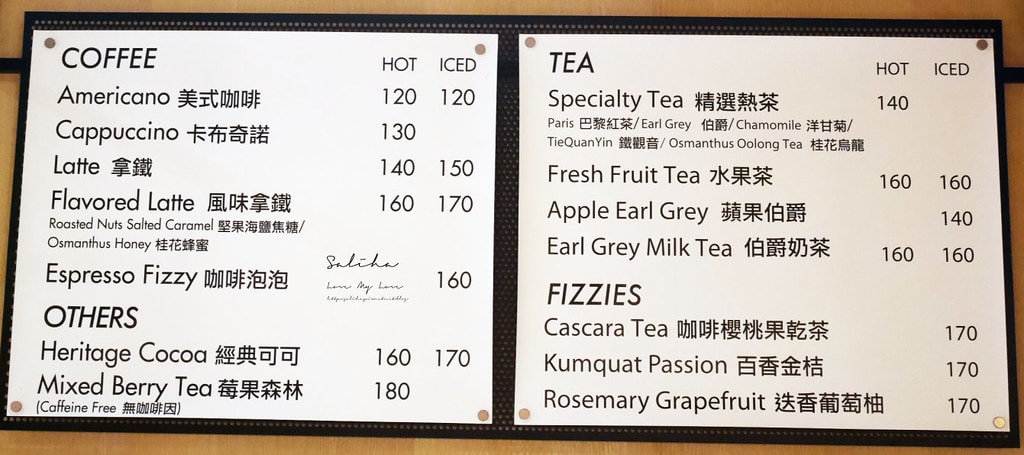 COFFEE HOT ICED
Americano 美式咖啡 120 120
Cappuccino 卡布奇諾 130
Latte 拿鐵 140 150
Flavored Latte 風味拿鐵 160 170
Roasted Nuts Salted Caramel 堅果海鹽焦糖/
Osmanthus Honey 桂花蜂蜜
Espresso Fizzy 咖啡泡泡 160
Saliha
Love My Love
OTHERS
Heritage Cocoa 經典可可 160 170
Mixed Berry Tea 莓果森林 180
(Caffeine Free 無咖啡因)
TEA HOT ICED
Specialty Tea 精選熱茶 140
Paris 巴黎紅茶/Earl Grey 伯爵/Chamomile 洋甘菊/
TieQuanYin 鐵觀音/ Osmanthus Oolong Tea 桂花烏龍
Fresh Fruit Tea 水果茶 160 160
Apple Earl Grey 蘋果伯爵 140
Earl Grey Milk Tea 伯爵奶茶 160 160
FIZZIES
Cascara Tea 咖啡櫻桃果乾茶 170
Kumquat Passion 百香金桔 170
Rosemary Grapefruit 迭香葡萄柚 170